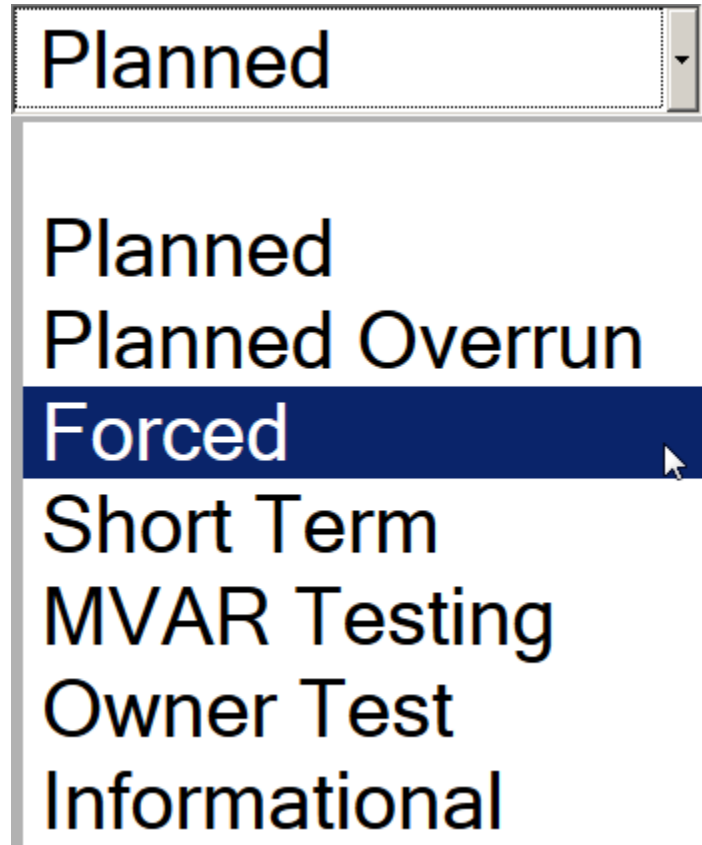 Planned
Planned
Planned Overrun
Forced
Short Term
MVAR Testing
Owner Test
Informational